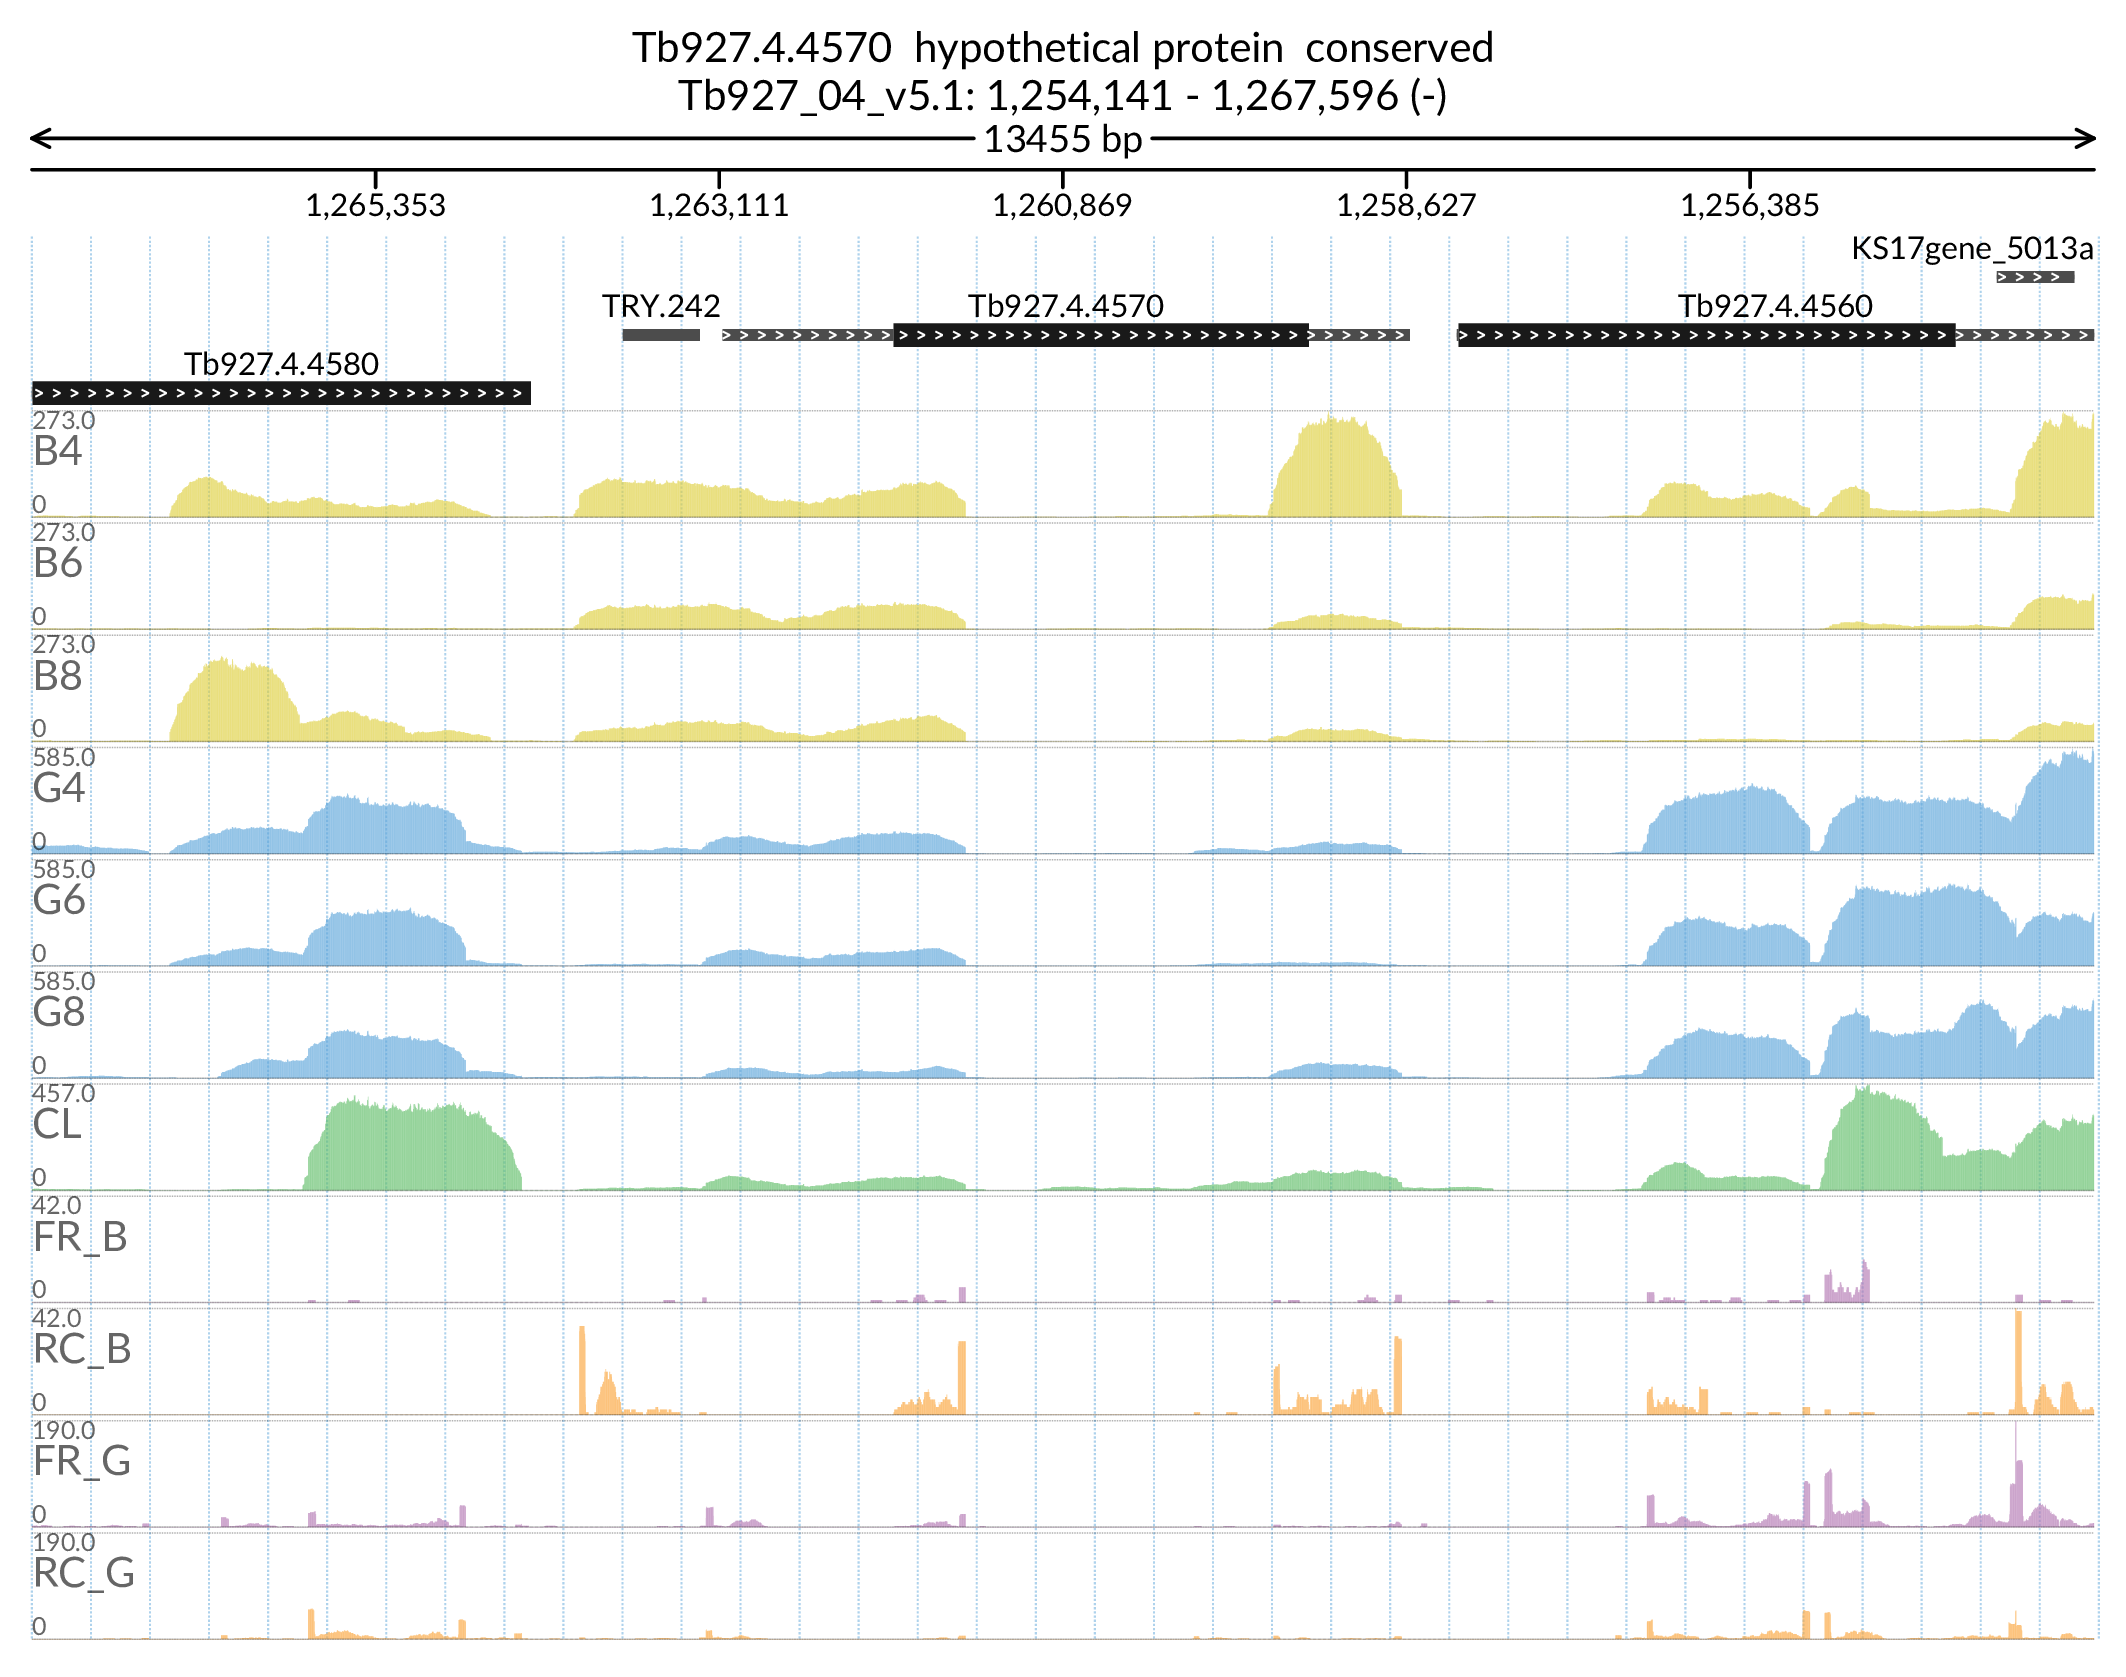 Tb927.4.4570 hypothetical protein conserved
Tb927_04_v5.1: 1,254,141 - 1,267,596 (-)
13455 bp
1,265,353 1,263,111 1,260,869 1,258,627 1,256,385
KS17gene_5013a
TRY.242 Tb927.4.4570 Tb927.4.4560
Tb927.4.4580
273.0
B4
0
273.0
B6
0
273.0
B8
0
585.0
G4
0
585.0
G6
0
585.0
G8
0
457.0
CL
0
42.0
FR_B
0
42.0
RC_B
0
190.0
FR_G
0
190.0
RC_G
0